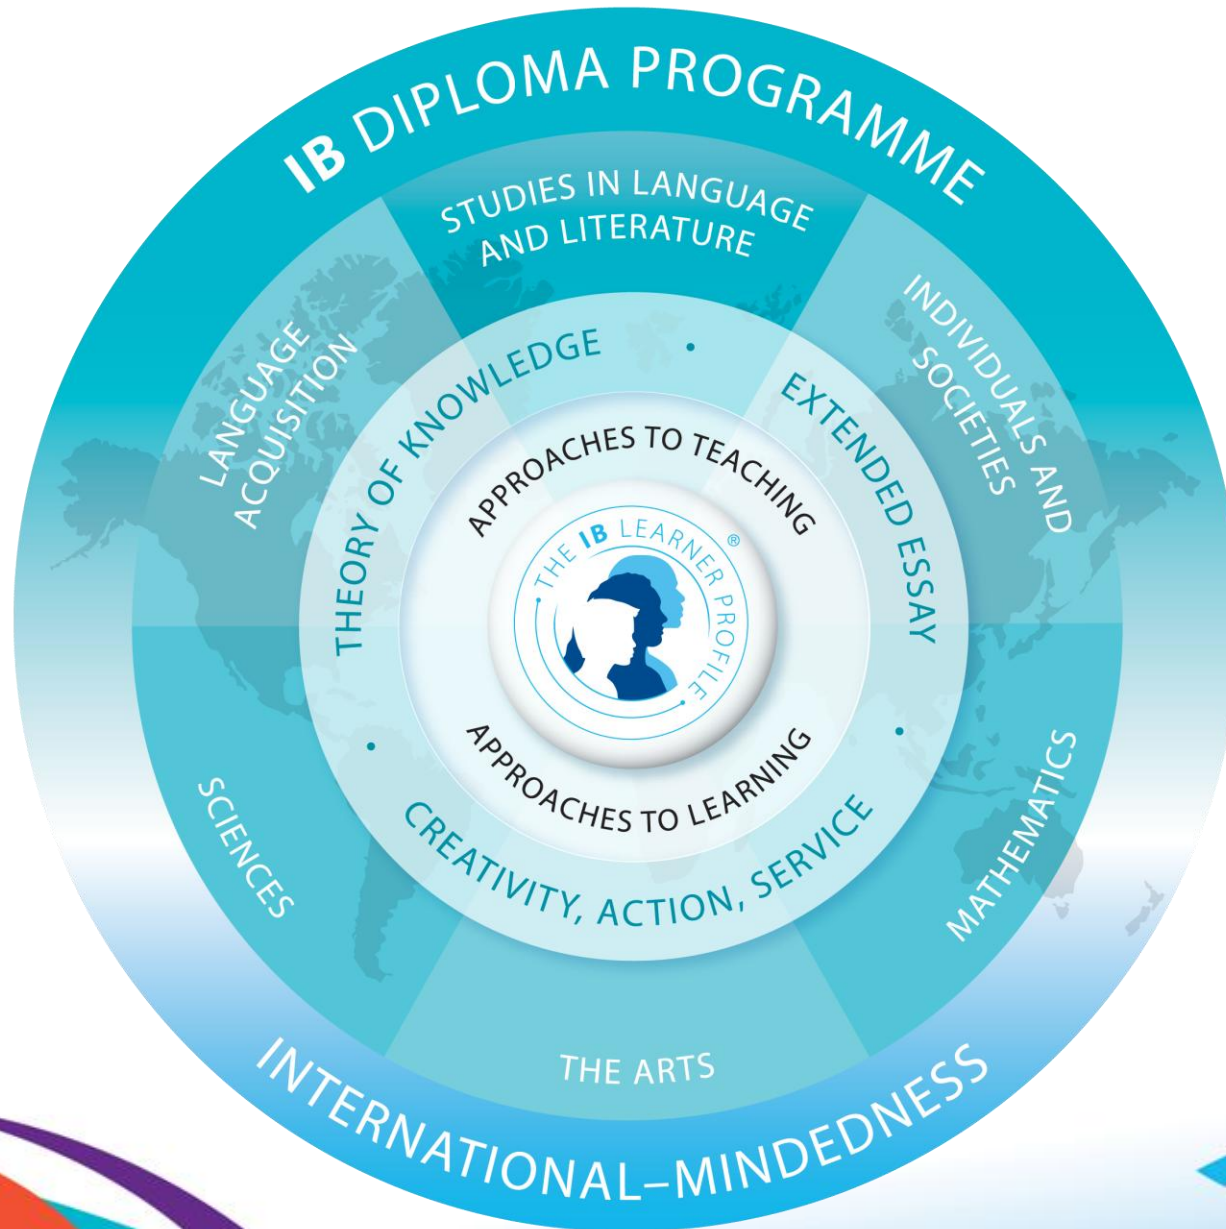 IB DIPLOMA PROGRAMME
STUDIES IN LANGUAGE
AND LITERATURE
LANGUAGE
ACQUISITION
INDIVIDUALS AND
SOCIETIES
THEORY OF KNOWLEDGE
·
EXTENDED ESSAY
APPROACHES TO TEACHING
THE IB LEARNER PROFILE ®
APPROACHES TO LEARNING
·
CREATIVITY, ACTION, SERVICE
·
SCIENCES
MATHEMATICS
THE ARTS
INTERNATIONAL–MINDEDNESS